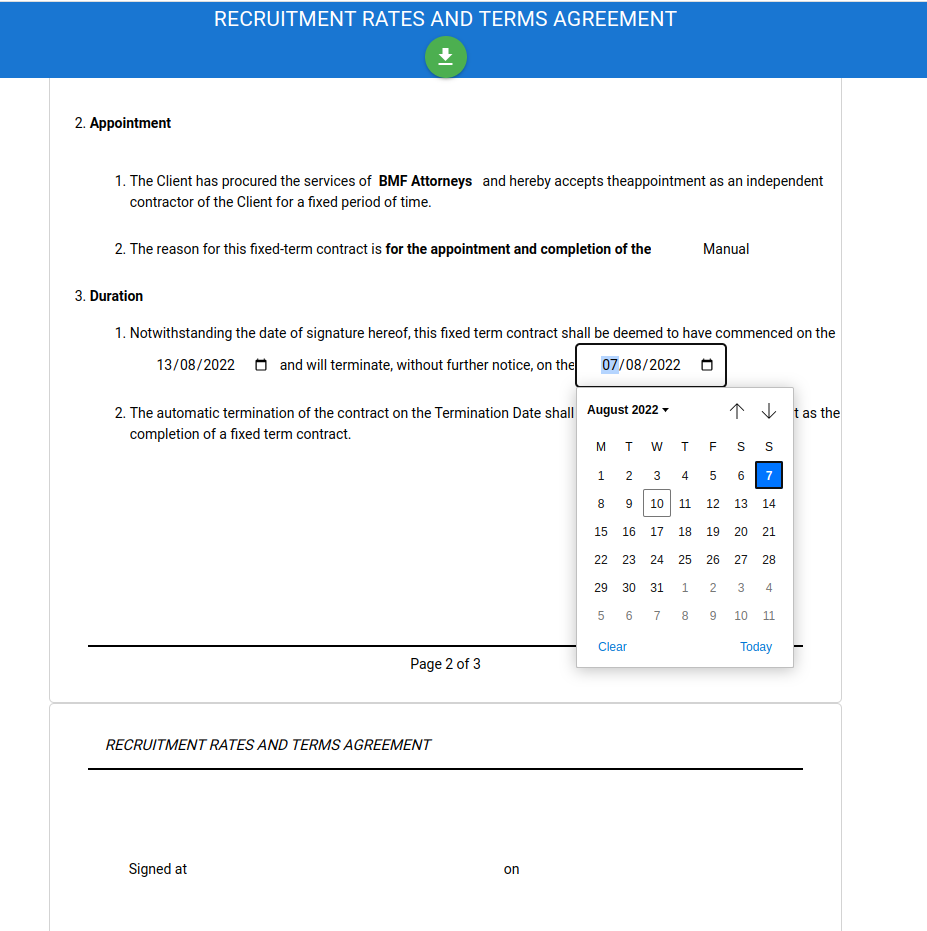 RECRUITMENT RATES AND TERMS AGREEMENT
2. Appointment
1. The Client has procured the services of BMF Attorneys and hereby accepts theappointment as an independent
contractor of the Client for a fixed period of time.
2. The reason for this fixed-term contract is for the appointment and completion of the Manual
3. Duration
1. Notwithstanding the date of signature hereof, this fixed term contract shall be deemed to have commenced on the
13/08/2022 and will terminate, without further notice, on the 07/08/2022
2. The automatic termination of the contract on the Termination Date shall t as the
completion of a fixed term contract.
August 2022
M T W T F S S
1 2 3 4 5 6 7
8 9 10 11 12 13 14
15 16 17 18 19 20 21
22 23 24 25 26 27 28
29 30 31 1 2 3 4
5 6 7 8 9 10 11
Clear Today
Page 2 of 3
RECRUITMENT RATES AND TERMS AGREEMENT
Signed at on